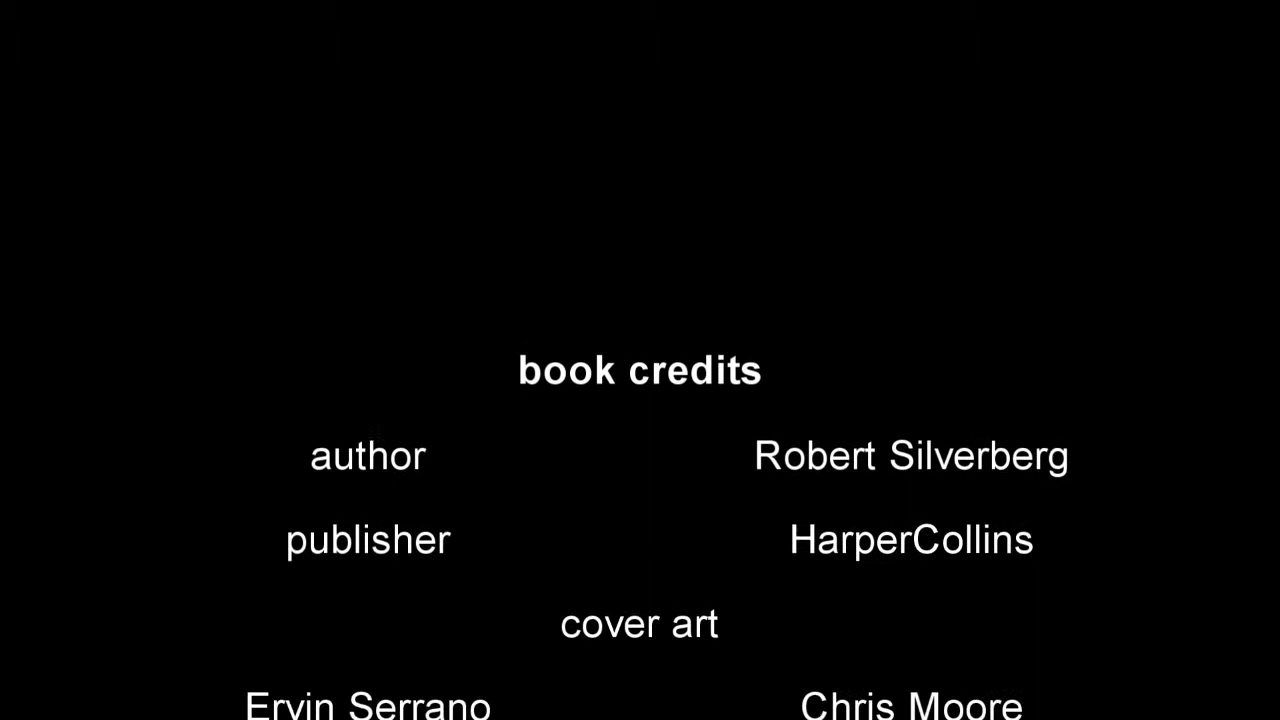 book credits
author Robert Silverberg
publisher HarperCollins
cover art
Ervin Serrano Chris Moore